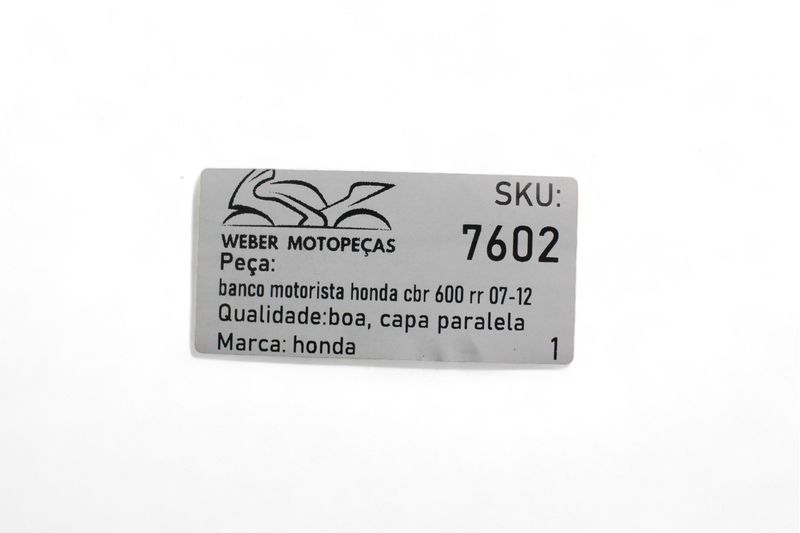 SKU:
7602
WEBER MOTOPEÇAS
Peça:
banco motorista honda cbr 600 rr 07-12
Qualidade:boa, capa paralela
Marca: honda
1